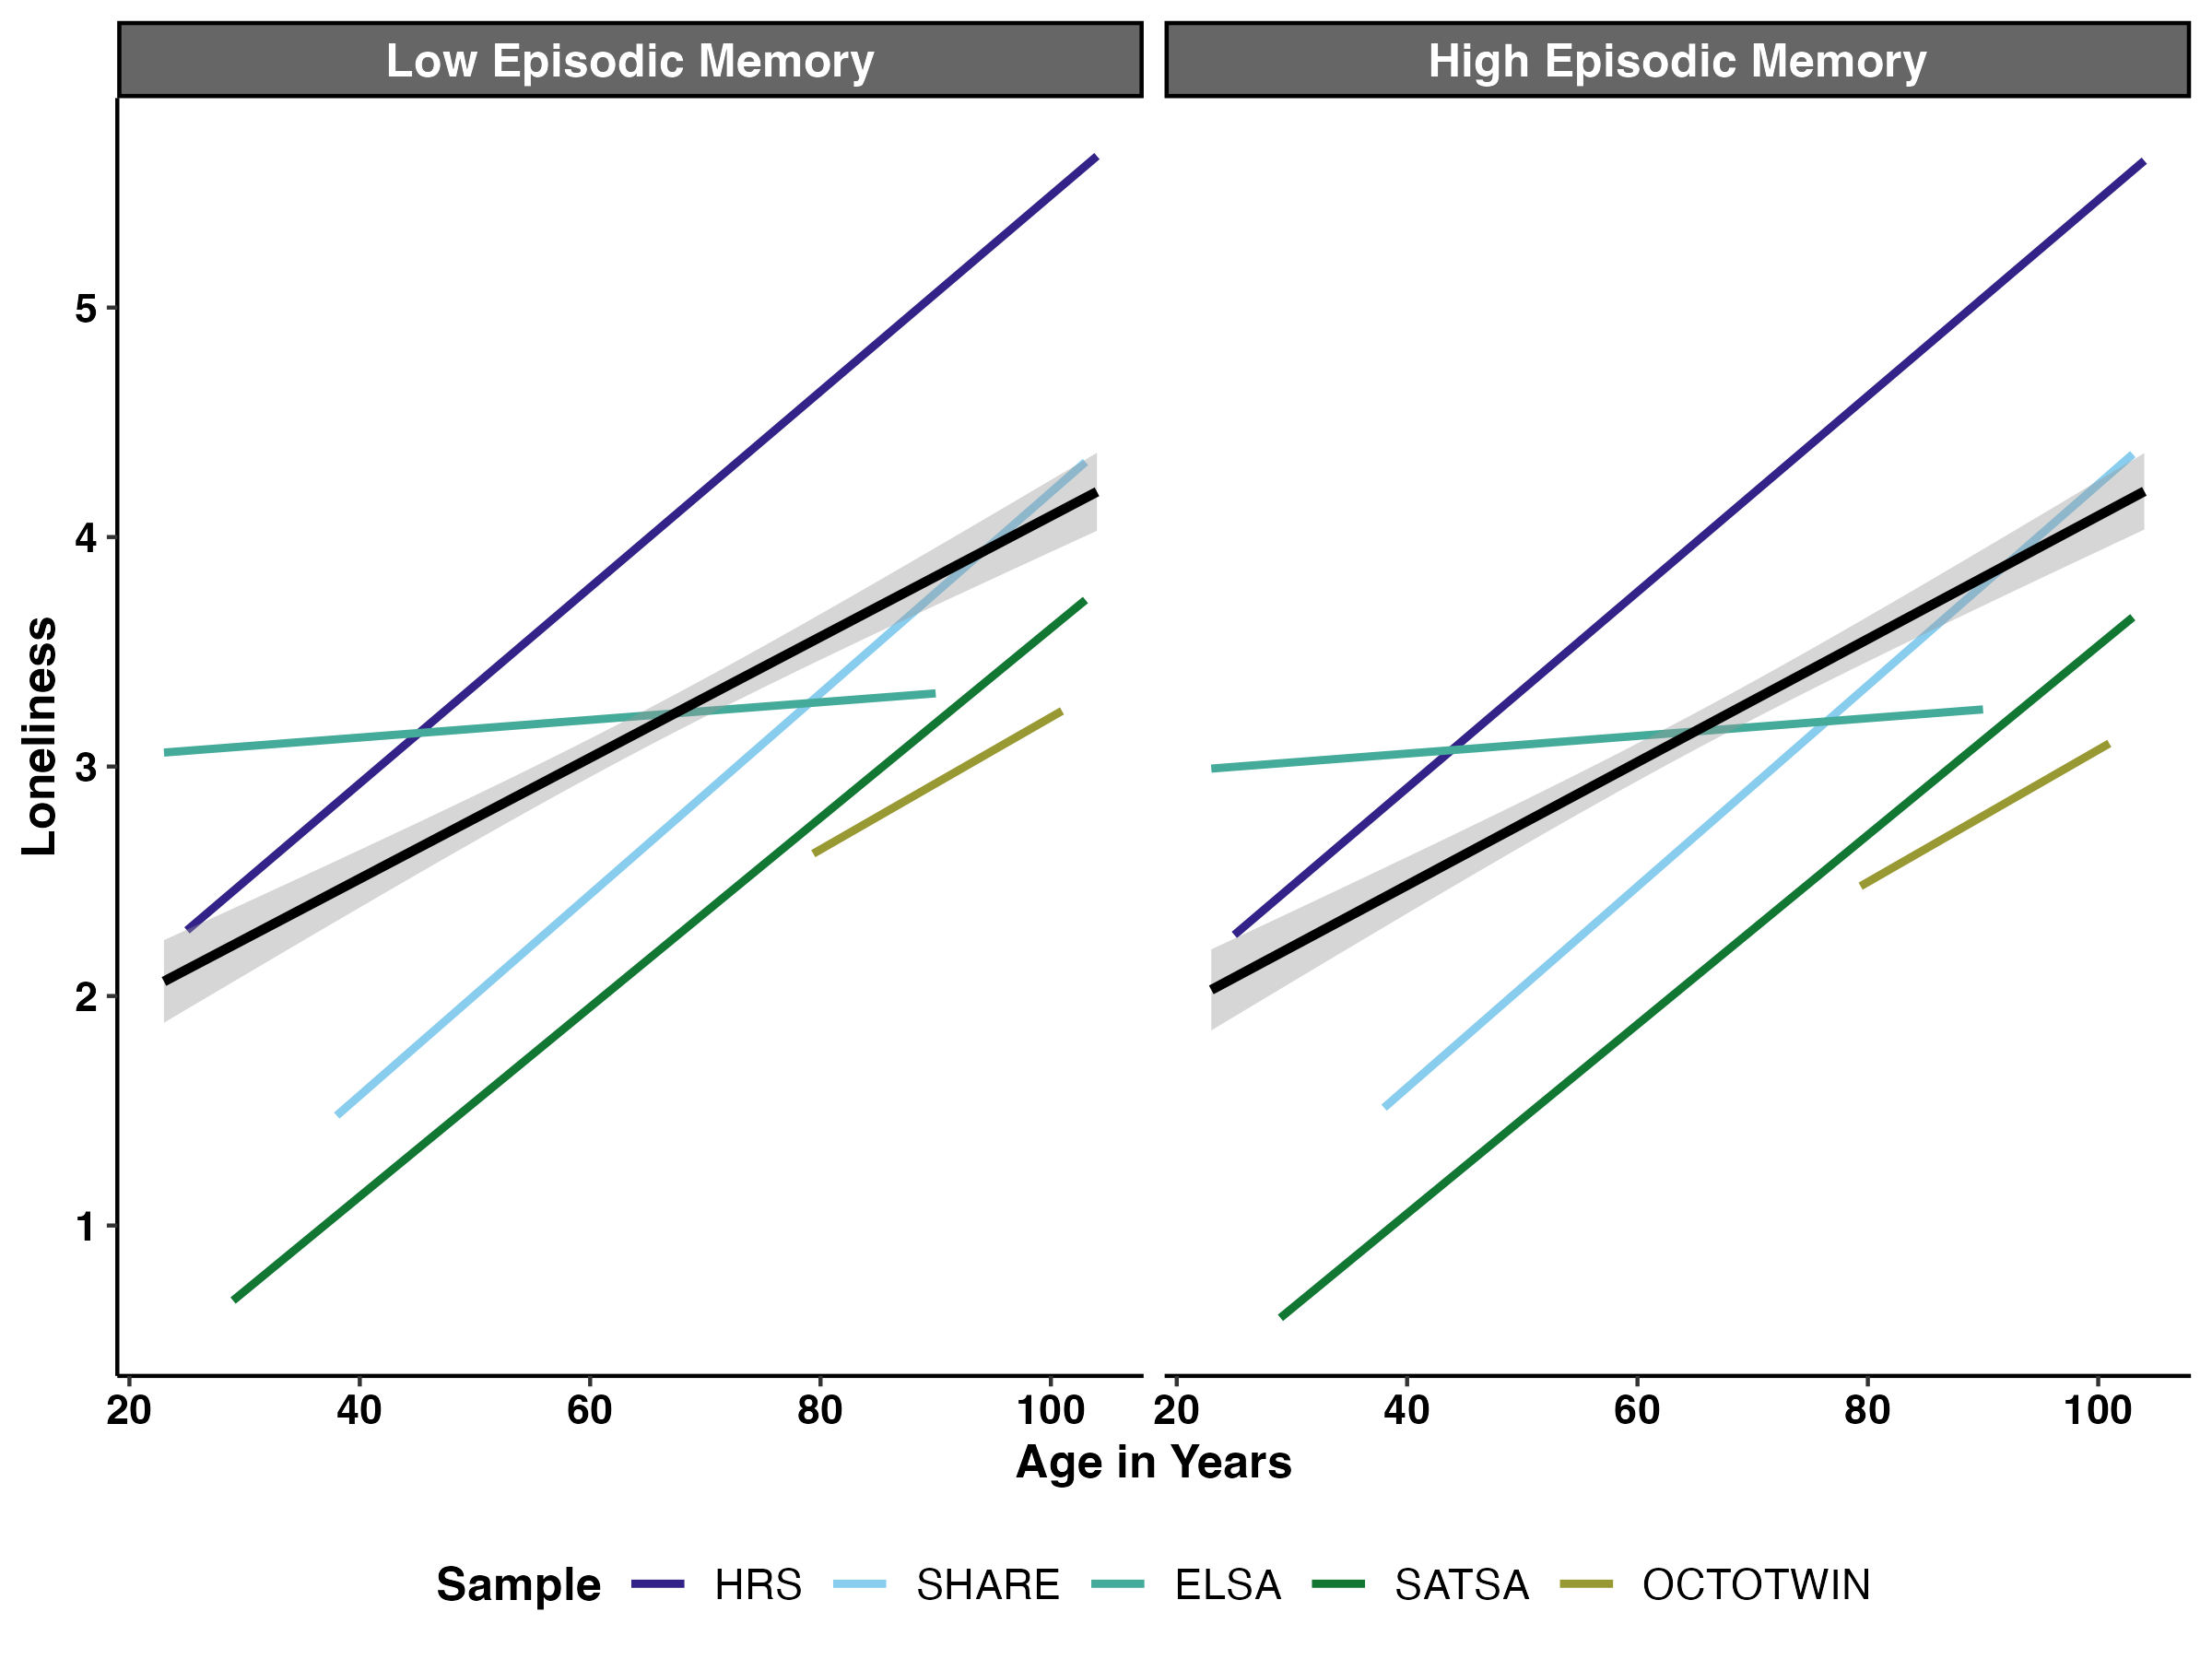 Low Episodic Memory
High Episodic Memory
Loneliness
5
4
3
2
1
20 40 60 80 100
20 40 60 80 100
Age in Years
Sample HRS SHARE ELSA SATSA OCTOTWIN